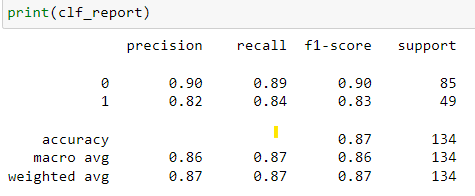 print(clf_report)
precision recall f1-score support
0 0.90 0.89 0.90 85
1 0.82 0.84 0.83 49
accuracy 0.87 134
macro avg 0.86 0.87 0.86 134
weighted avg 0.87 0.87 0.87 134